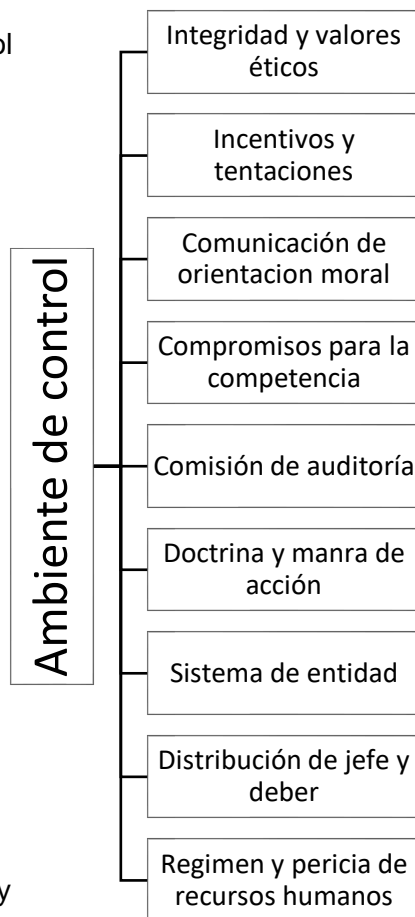 ol
Integridad y valores
éticos
Incentivos y
tentaciones
Comunicación de
orientacion moral
Compromisos para la
competencia
Ambiente de control
Comisión de auditoría
Doctrina y manra de
acción
Sistema de entidad
Distribución de jefe y
deber
Regimen y pericia de
recursos humanos
y